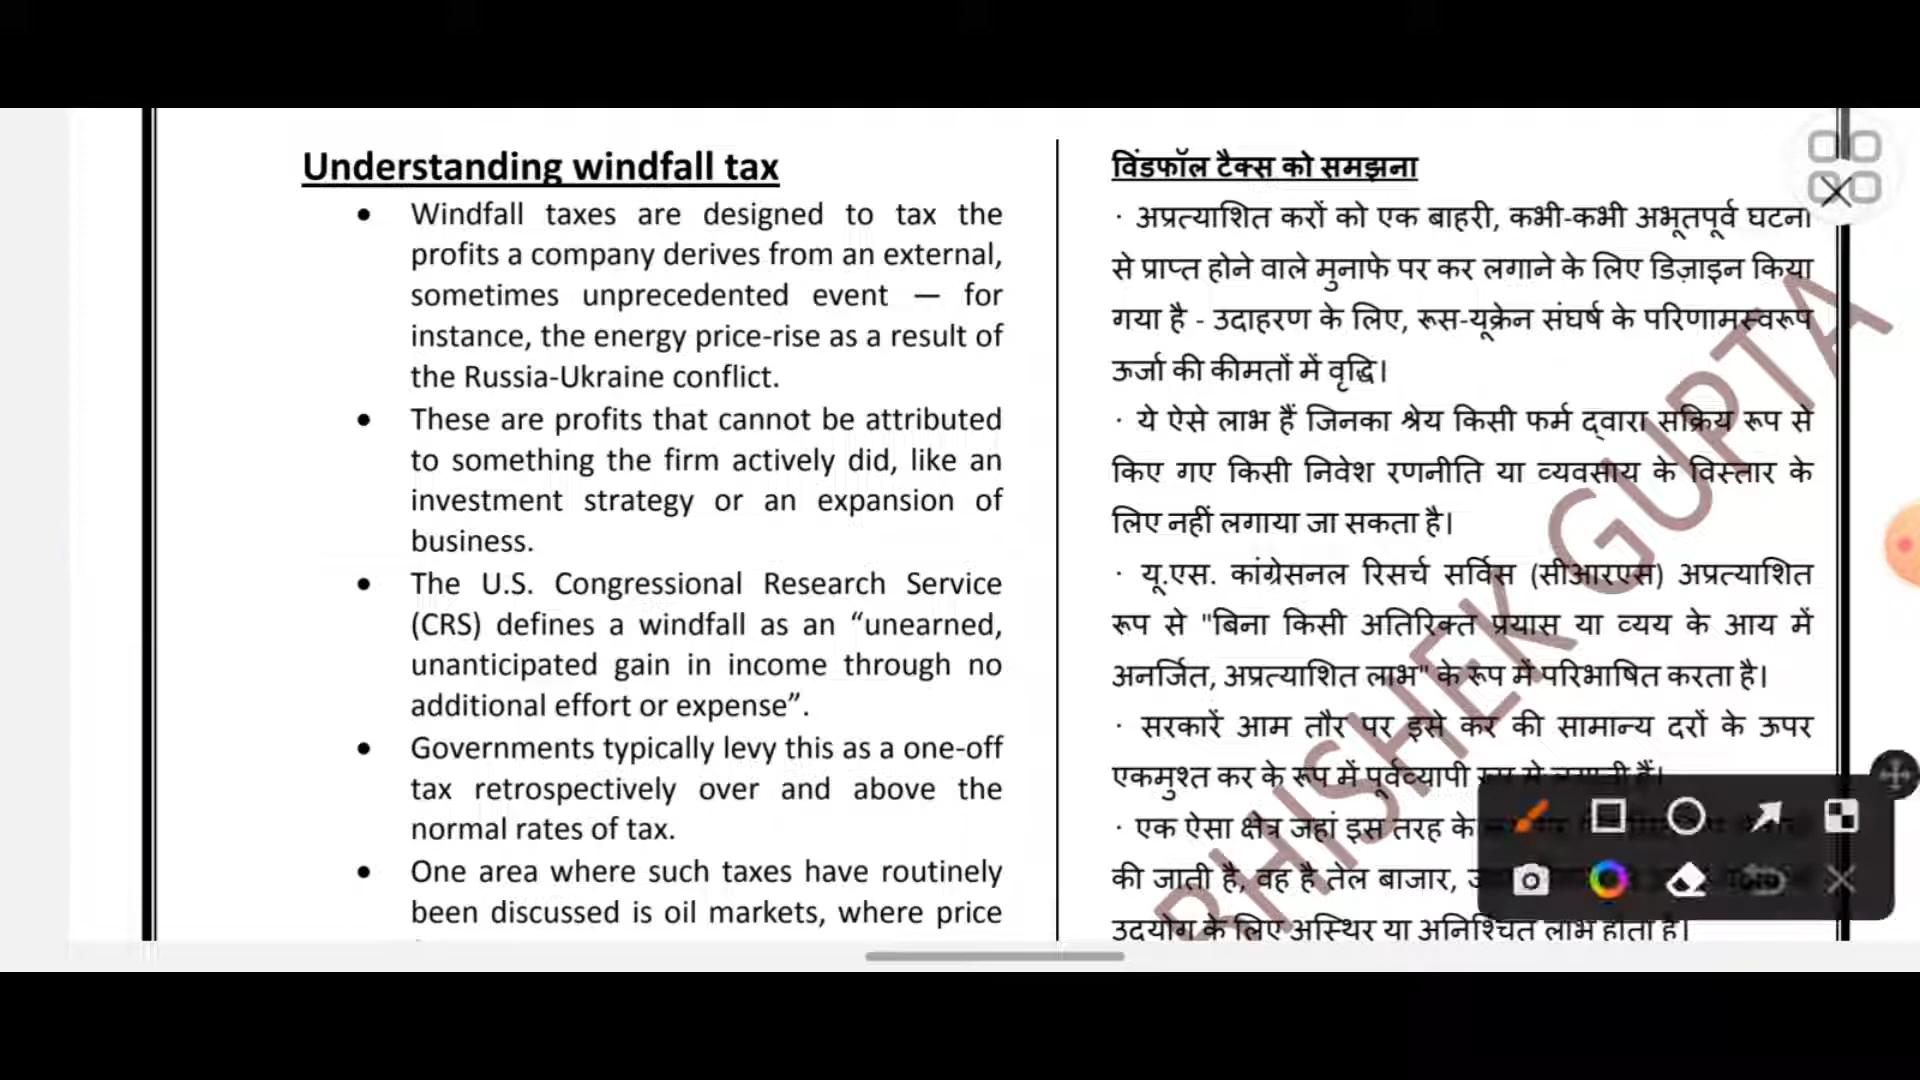 Understanding windfall tax
• Windfall taxes are designed to tax the
profits a company derives from an external,
sometimes unprecedented event — for
instance, the energy price-rise as a result of
the Russia-Ukraine conflict.
• These are profits that cannot be attributed
to something the firm actively did, like an
investment strategy or an expansion of
business.
• The U.S. Congressional Research Service
(CRS) defines a windfall as an “unearned,
unanticipated gain in income through no
additional effort or expense”.
• Governments typically levy this as a one-off
tax retrospectively over and above the
normal rates of tax.
• One area where such taxes have routinely
been discussed is oil markets, where price
विंडफॉल टैक्स को समझना
· अप्रत्याशित करों को एक बाहरी, कभी-कभी अभूतपूर्व घटना
से प्राप्त होने वाले मुनाफे पर कर लगाने के लिए डिज़ाइन किया
गया है - उदाहरण के लिए, रूस-यूक्रेन संघर्ष के परिणामस्वरूप
ऊर्जा की कीमतों में वृद्धि।
· ये ऐसे लाभ हैं जिनका श्रेय किसी फर्म द्वारा सक्रिय रूप से
किए गए किसी निवेश रणनीति या व्यवसाय के विस्तार के
लिए नहीं लगाया जा सकता है।
· यू.एस. कांग्रेसनल रिसर्च सर्विस (सीआरएस) अप्रत्याशित
रूप से "बिना किसी अतिरिक्त प्रयास या व्यय के आय में
अनर्जित, अप्रत्याशित लाभ" के रूप में परिभाषित करता है।
· सरकारें आम तौर पर इसे कर की सामान्य दरों के ऊपर
एकमुश्त कर के रूप में पूर्वव्यापी रूप से लगाती हैं।
· एक ऐसा क्षेत्र जहां इस तरह के
की जाती है, वह है तेल बाजार,
उद्योग के लिए अस्थिर या अनिश्चित लाभ होता है।
BHISHEK GUPTA